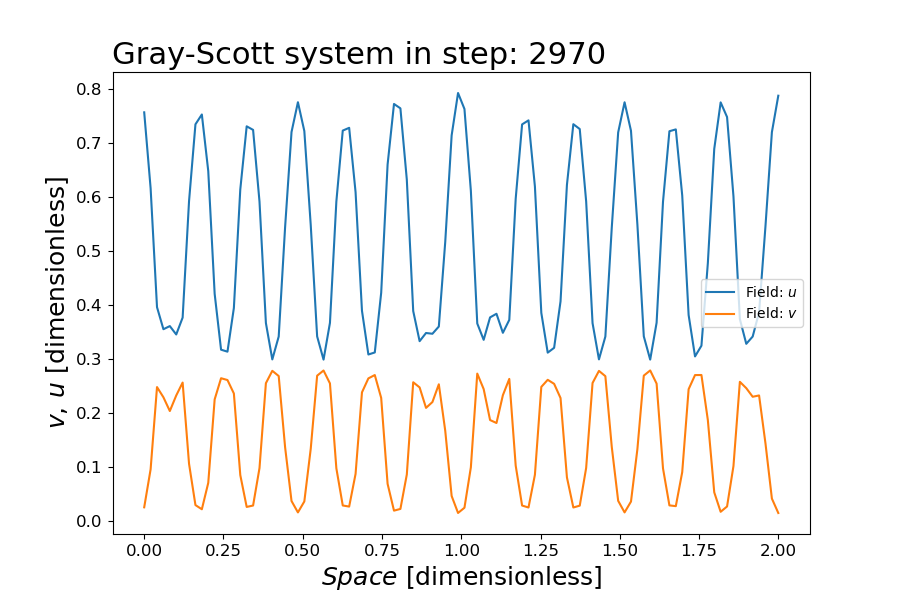 Gray-Scott system in step: 2970
v, u [dimensionless]
0.8
0.7
0.6
0.5
0.4
0.3
0.2
0.1
0.0
Field: u
Field: v
0.00 0.25 0.50 0.75 1.00 1.25 1.50 1.75 2.00
Space [dimensionless]